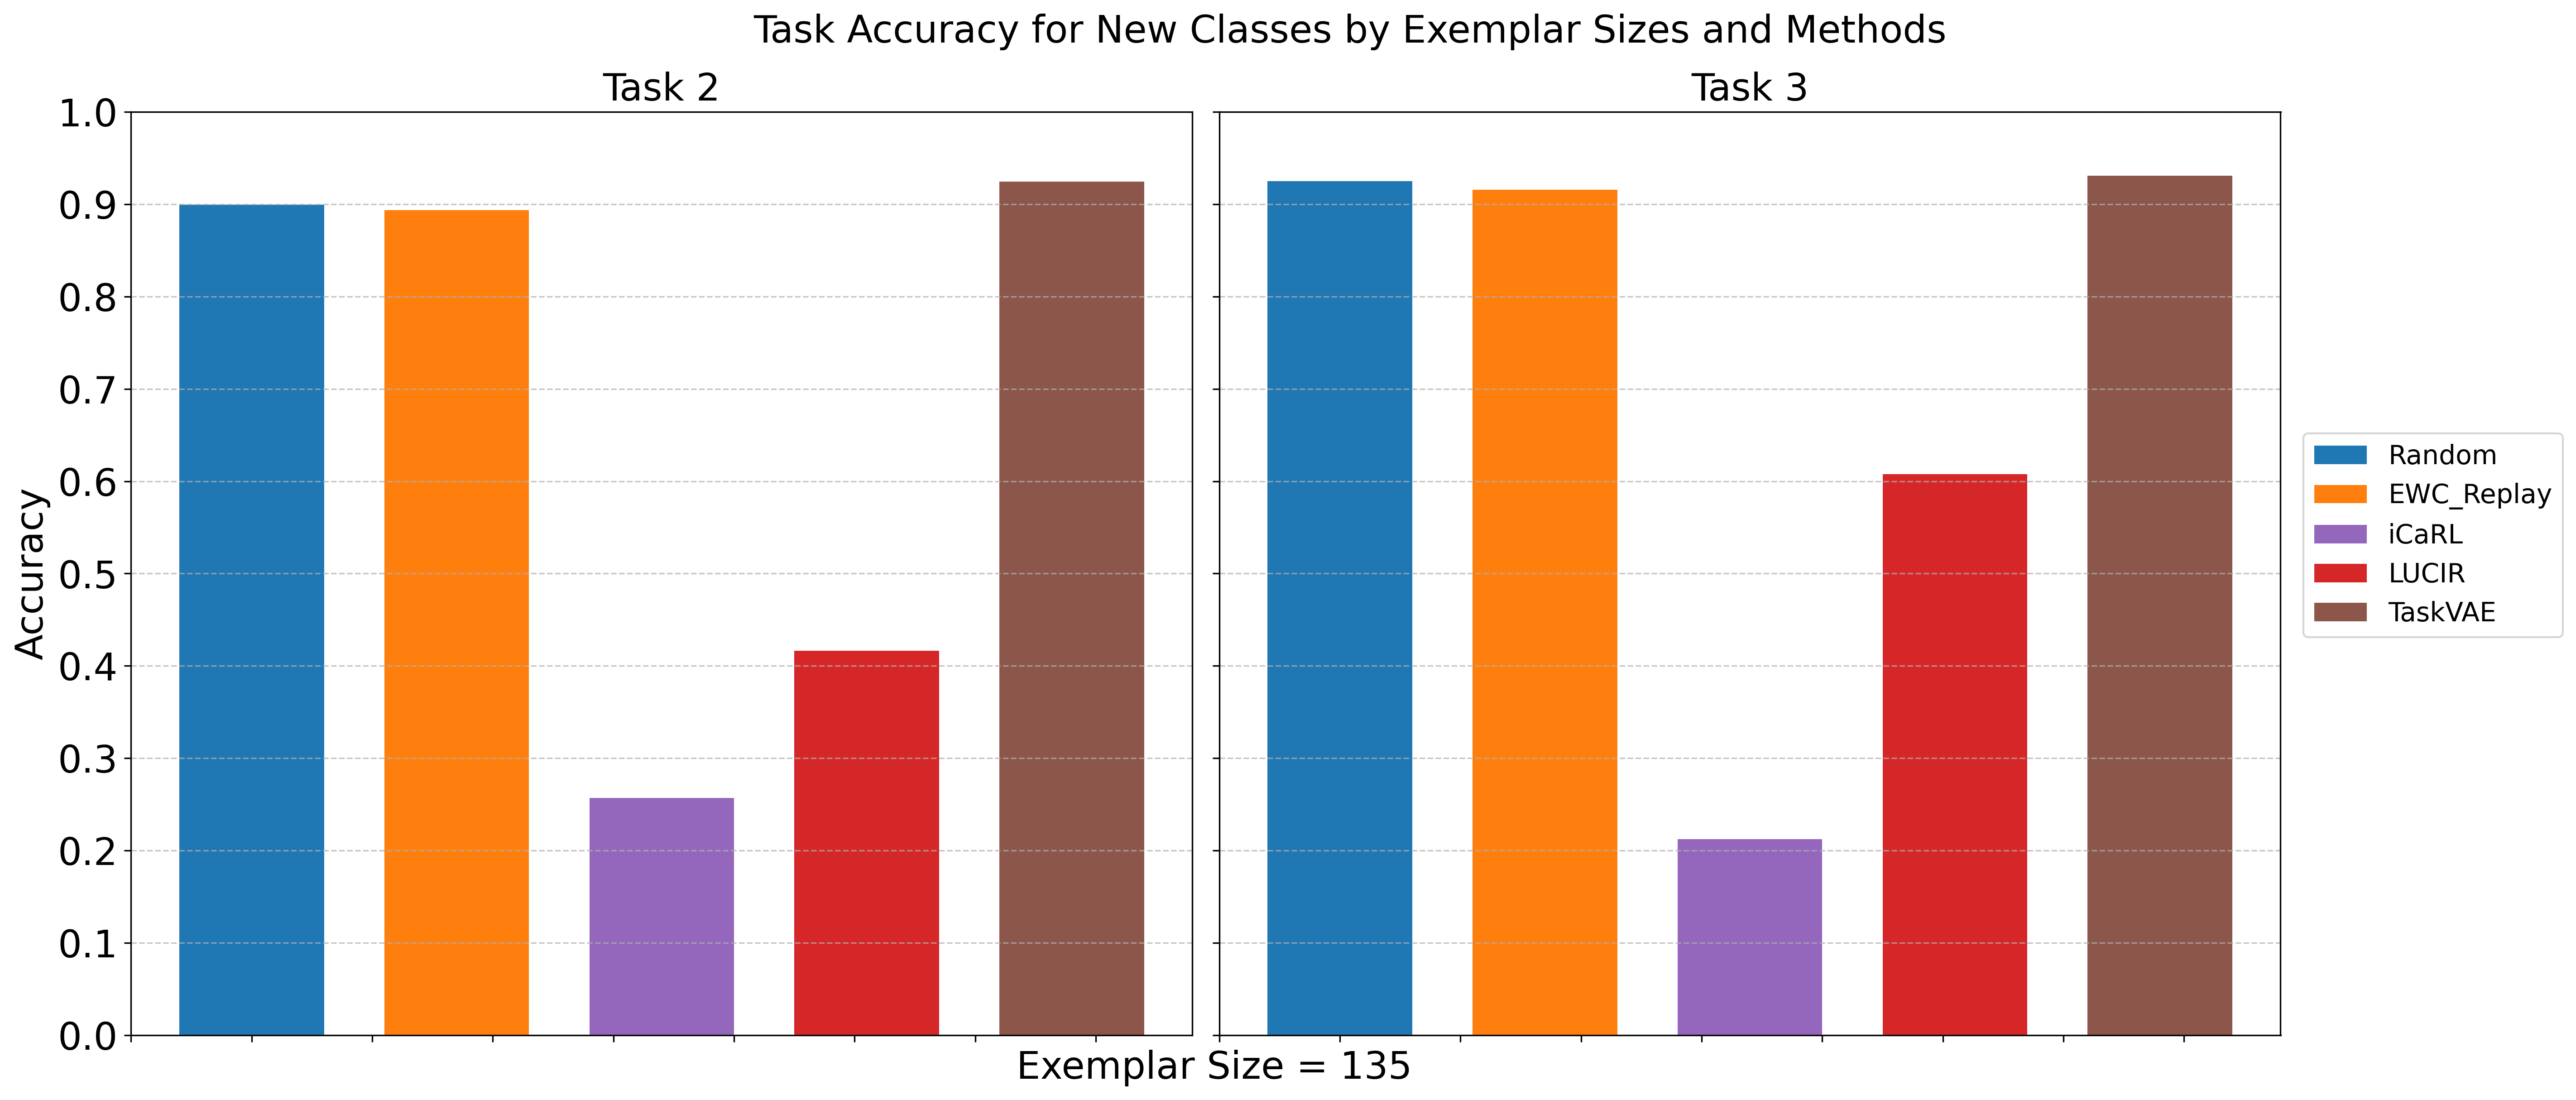 Task Accuracy for New Classes by Exemplar Sizes and Methods
Task 2
Task 3
1.0
0.9
0.8
0.7
0.6
0.5
0.4
0.3
0.2
0.1
0.0
Accuracy
Exemplar Size = 135
Random
EWC_Replay
iCaRL
LUCIR
TaskVAE